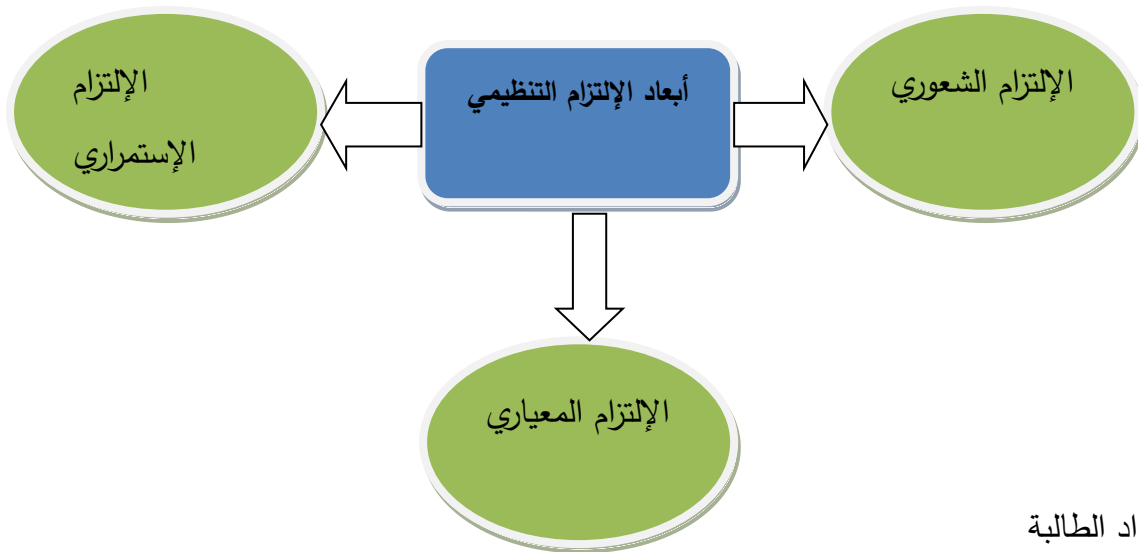 أبعاد الإلتزام التنظيمي
الإلتزام الشعوري
الإلتزام
الإستمراري
الإلتزام المعياري
اد الطالبة